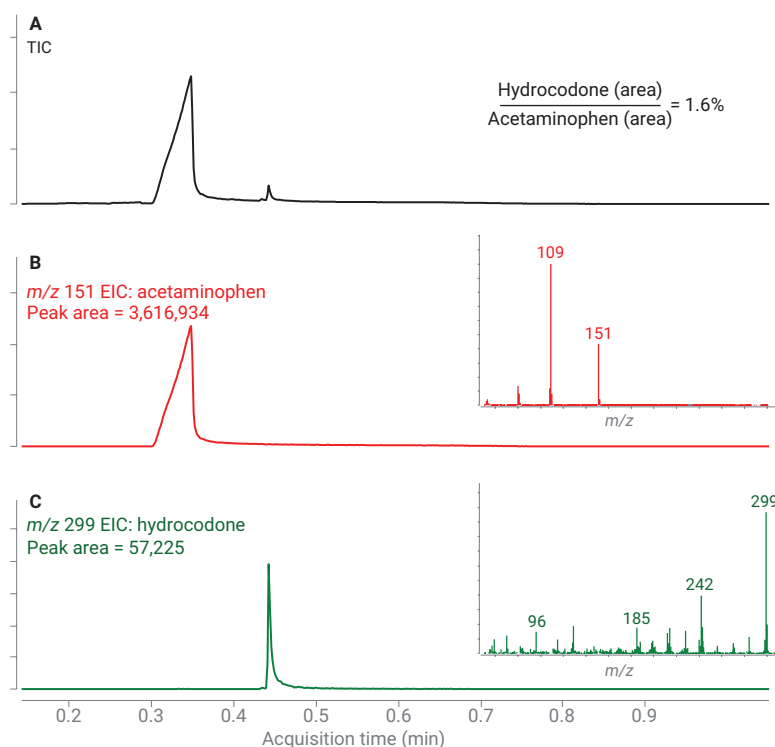 A
TIC
Hydrocodone (area)
Acetaminophen (area)
= 1.6%
B
m/z 151 EIC: acetaminophen
Peak area = 3,616,934
109
151
m/z
C
m/z 299 EIC: hydrocodone
Peak area = 57,225
299
242
185
96
m/z
0.2 0.3 0.4 0.5 0.6 0.7 0.8 0.9
Acquisition time (min)